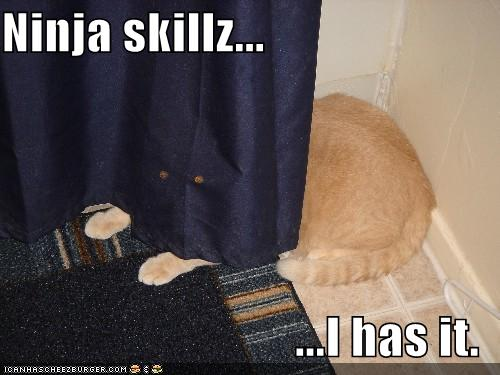 Ninja skillz...
...I has it.
ICANHASCHEEZBURGER.COM